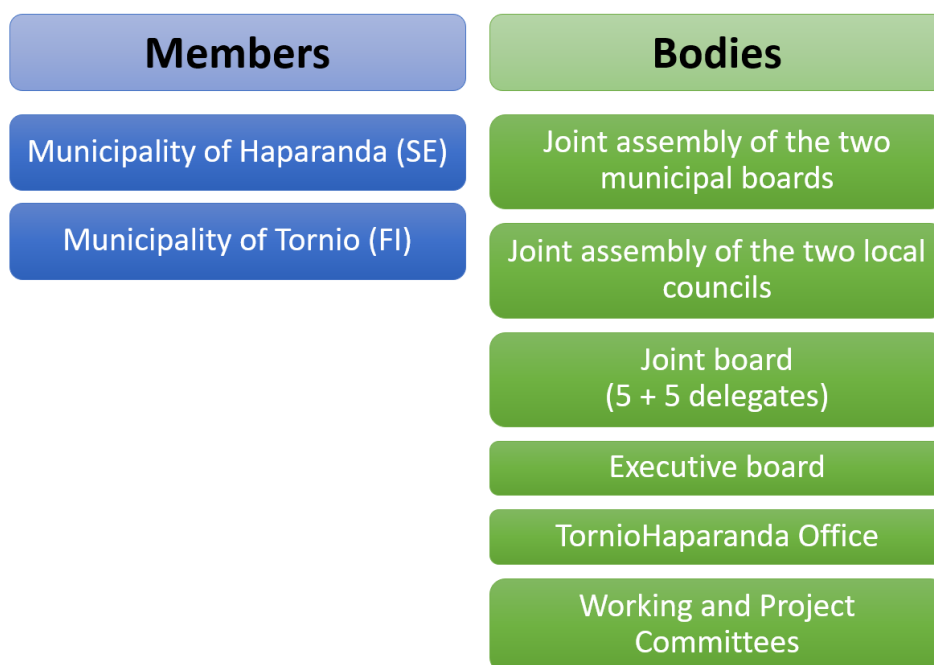 Members
Municipality of Haparanda (SE)
Municipality of Tornio (FI)
Bodies
Joint assembly of the two
municipal boards
Joint assembly of the two local
councils
Joint board
(5 + 5 delegates)
Executive board
TornioHaparanda Office
Working and Project
Committees